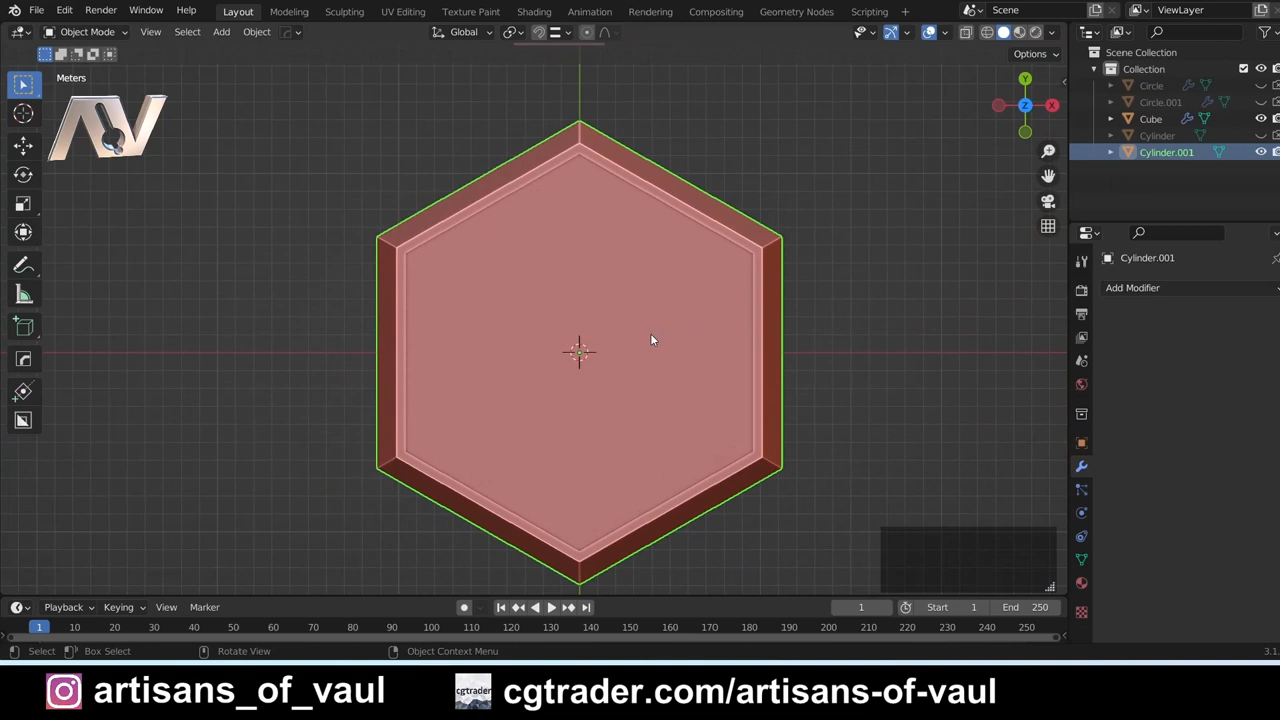 File Edit Render Window Help Layout Modeling Sculpting UV Editing Texture Paint Shading Animation Rendering Compositing Geometry Nodes Scripting + Scene ViewLayer
Object Mode View Select Add Object Global
Options
Meters
AV
Y
Z
X
Scene Collection
Collection
Circle
Circle.001
Cube
Cylinder
Cylinder.001
Cylinder.001
Add Modifier
Playback Keying View Marker 1 Start 1 End 250
1 10 20 30 40 50 60 70 80 90 100 110 120 130 140 150 160 170 180 190 200 210 220 230 240 250
Select Box Select Rotate View Object Context Menu 3.1.
artisans_of_vaul cgtrader cgtrader.com/artisans-of-vaul